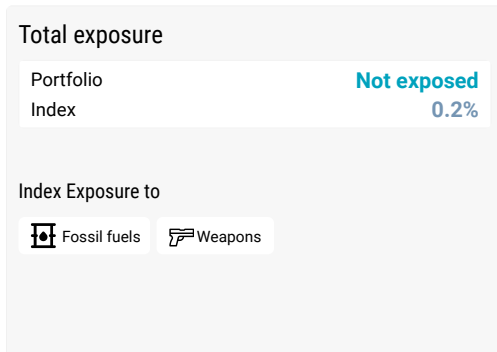 Total exposure
Portfolio Not exposed
Index 0.2%
Index Exposure to
Fossil fuels Weapons